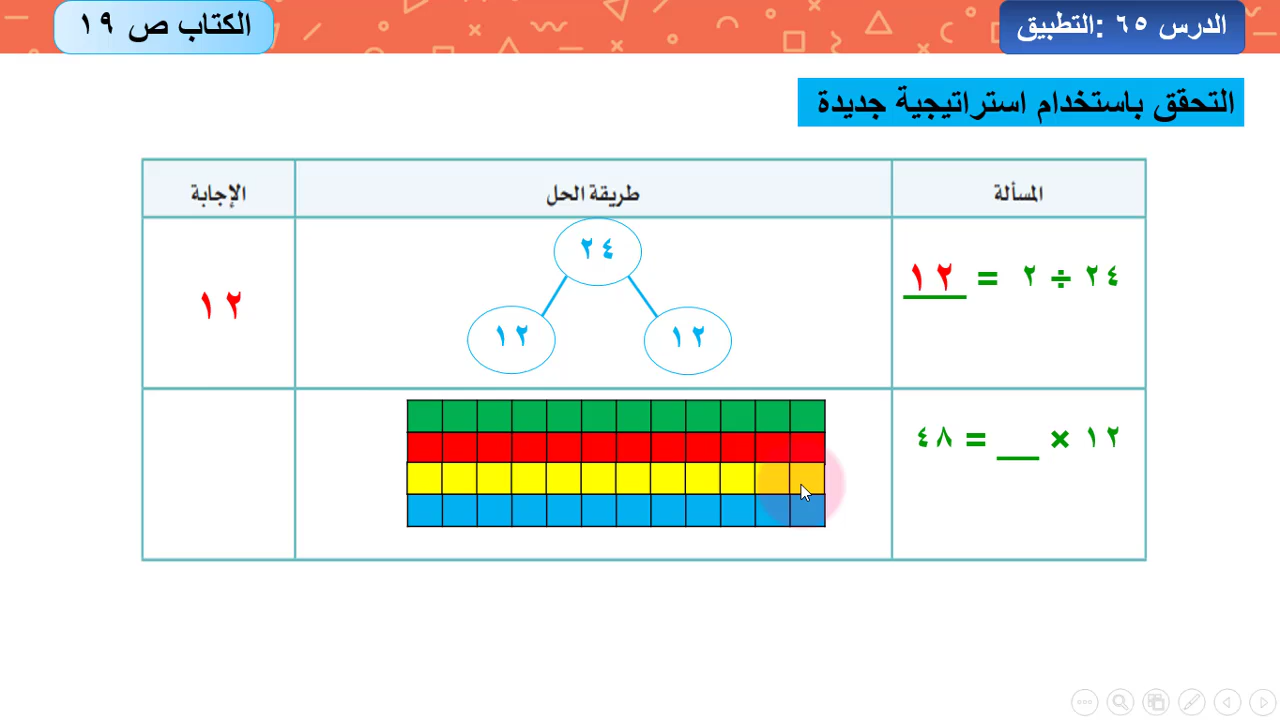 الدرس ٦٥ :التطبيق
الكتاب ص ١٩
التحقق باستخدام استراتيجية جديدة
المسألة
طريقة الحل
الإجابة
٢٤ ÷ ٢ = ١٢
٢٤
١٢
١٢
١٢
١٢ × __ = ٤٨